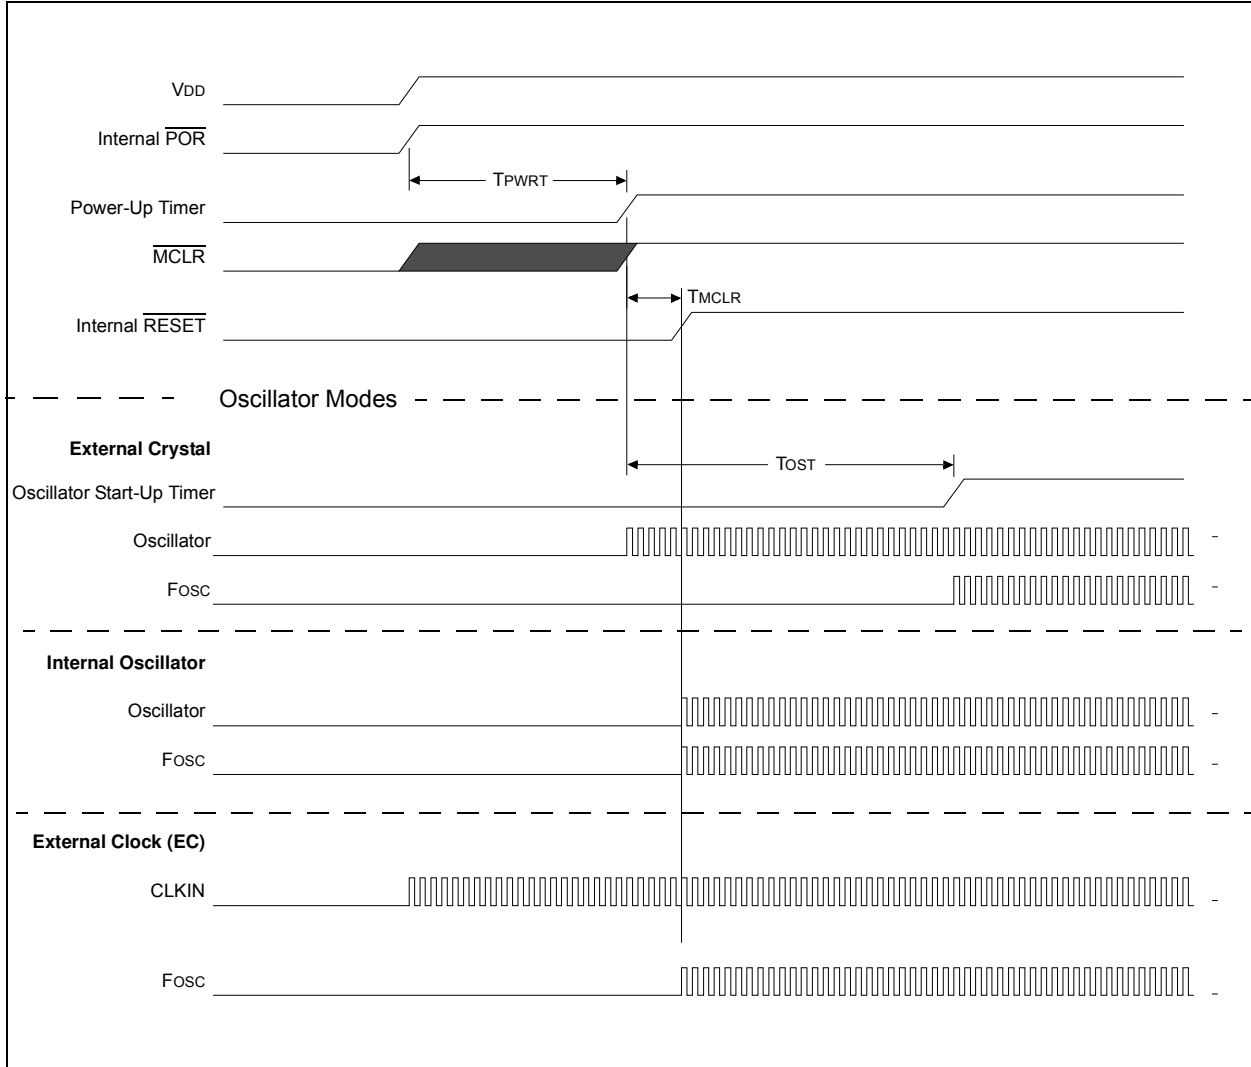 VDD
Internal POR
TPWRT
Power-Up Timer
MCLR
TMCLR
Internal RESET
Oscillator Modes
External Crystal
TOST
Oscillator Start-Up Timer
Oscillator
FOSC
Internal Oscillator
Oscillator
FOSC
External Clock (EC)
CLKIN
FOSC